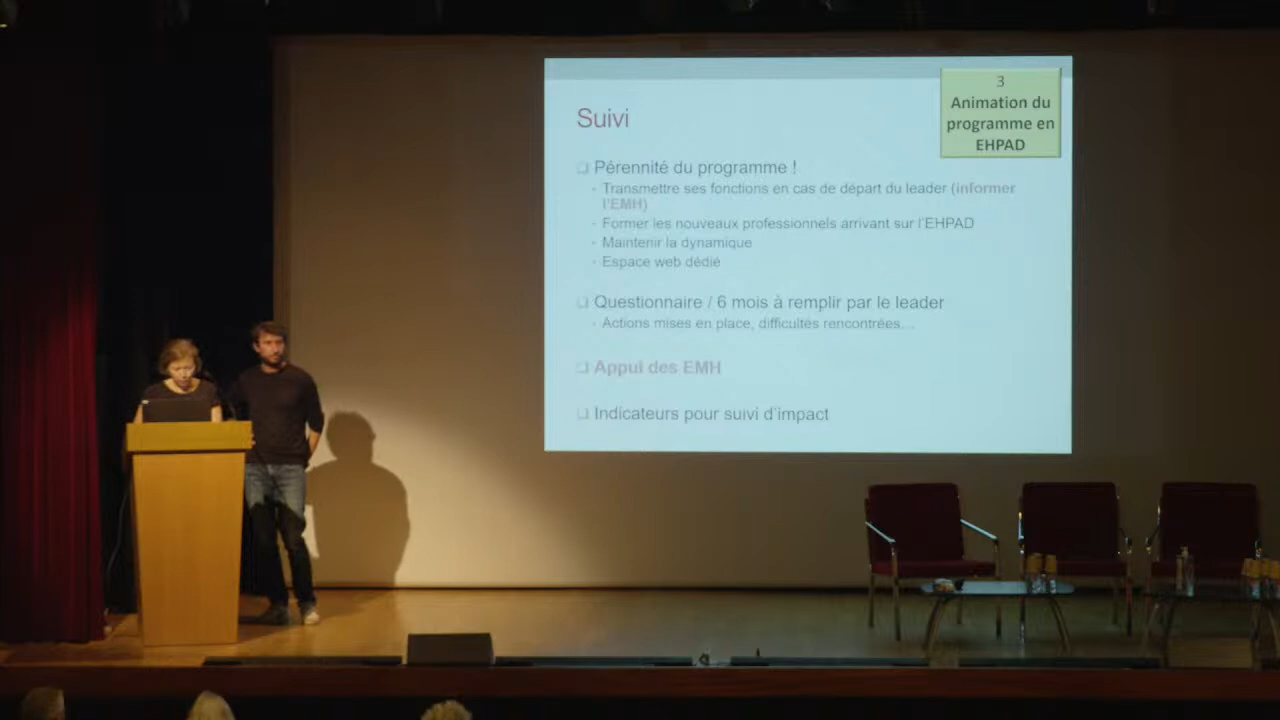 3
Animation du
programme en
EHPAD
Suivi
❑ Pérennité du programme !
- Transmettre ses fonctions en cas de départ du leader (informer
l'EMH)
- Former les nouveaux professionnels arrivant sur l'EHPAD
- Maintenir la dynamique
- Espace web dédié
❑ Questionnaire / 6 mois à remplir par le leader
- Actions mises en place, difficultés rencontrées…
❑ Appui des EMH
❑ Indicateurs pour suivi d'impact